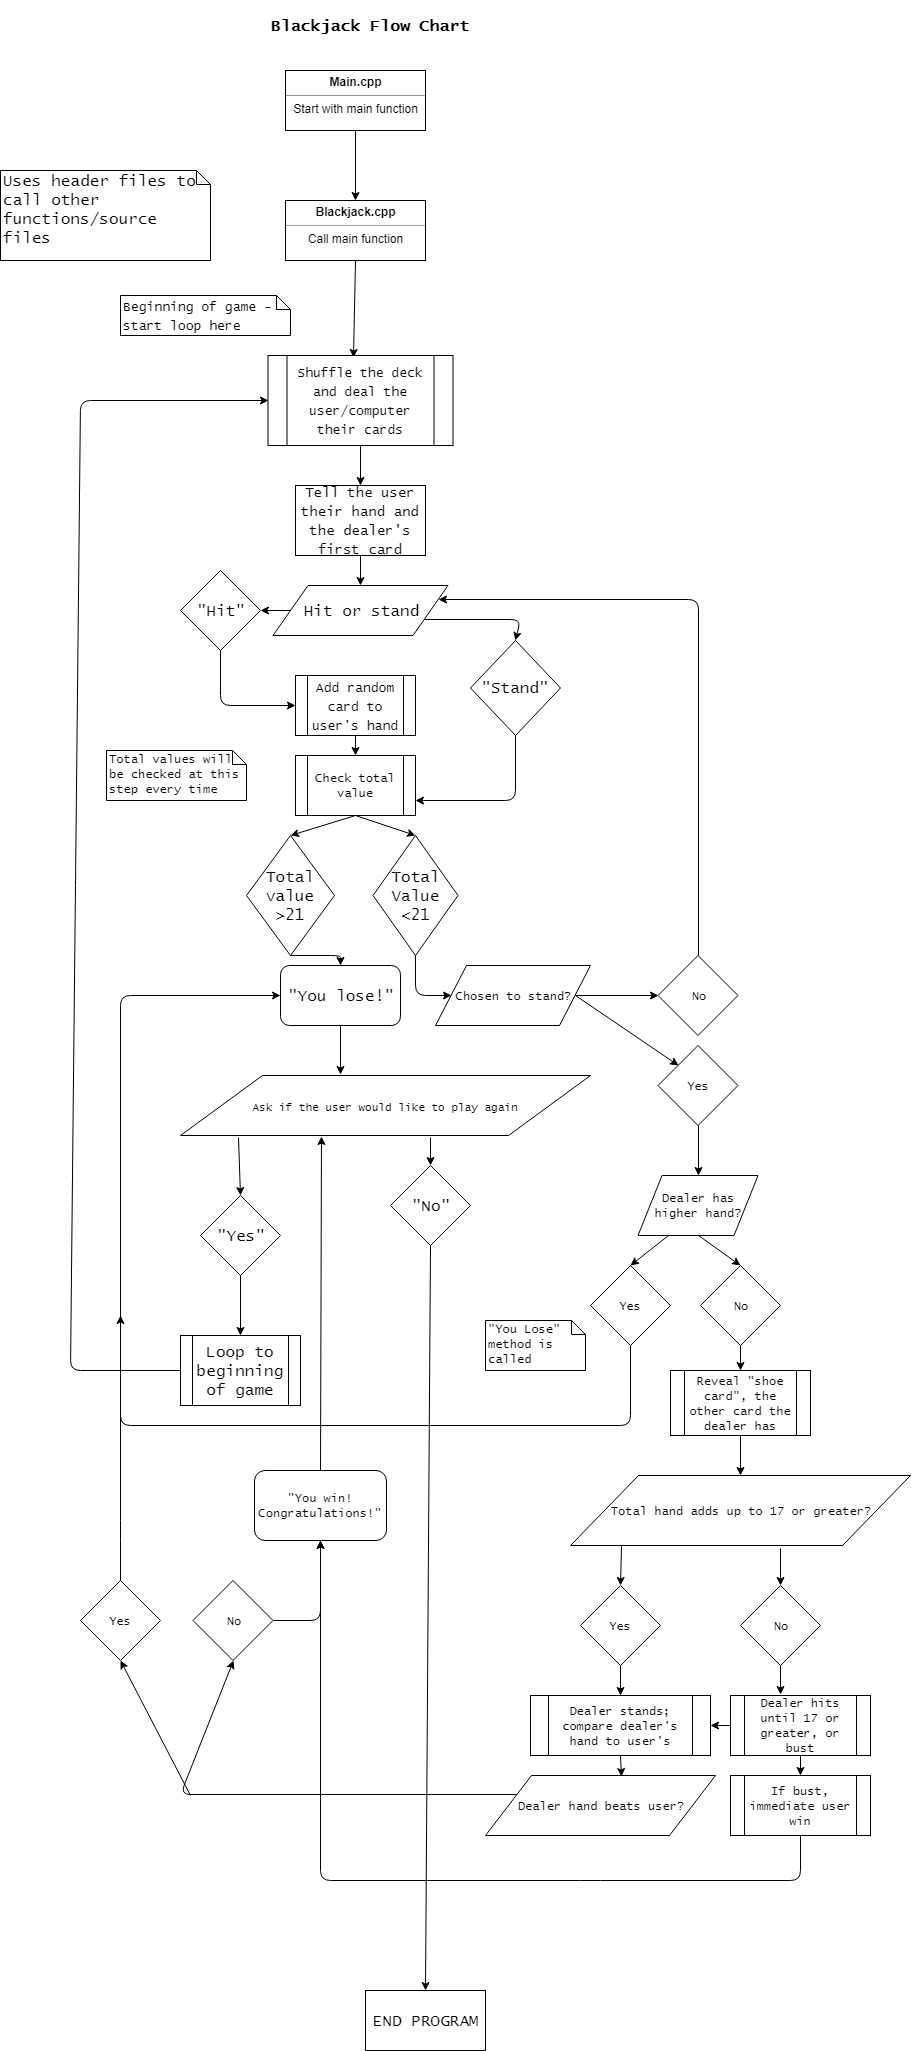 Blackjack Flow Chart
Main.cpp
Start with main function
Uses header files to
call other
functions/source
files
Blackjack.cpp
Call main function
Beginning of game -
start loop here
Shuffle the deck
and deal the
user/computer
their cards
Tell the user
their hand and
the dealer's
first card
"Hit"
Hit or stand
"Stand"
Add random
card to
user's hand
Total values will
be checked at this
step every time
Check total
value
Total
value
>21
Total
Value
<21
"You lose!"
Chosen to stand?
No
Yes
Ask if the user would like to play again
"Yes"
"No"
Dealer has
higher hand?
Yes
No
"You Lose"
method is
called
Loop to
beginning
of game
Reveal "shoe
card", the
other card the
dealer has
"You win!
Congratulations!"
Total hand adds up to 17 or greater?
Yes
No
Yes
No
Dealer stands;
compare dealer's
hand to user's
Dealer hits
until 17 or
greater, or
bust
Dealer hand beats user?
If bust,
immediate user
win
END PROGRAM